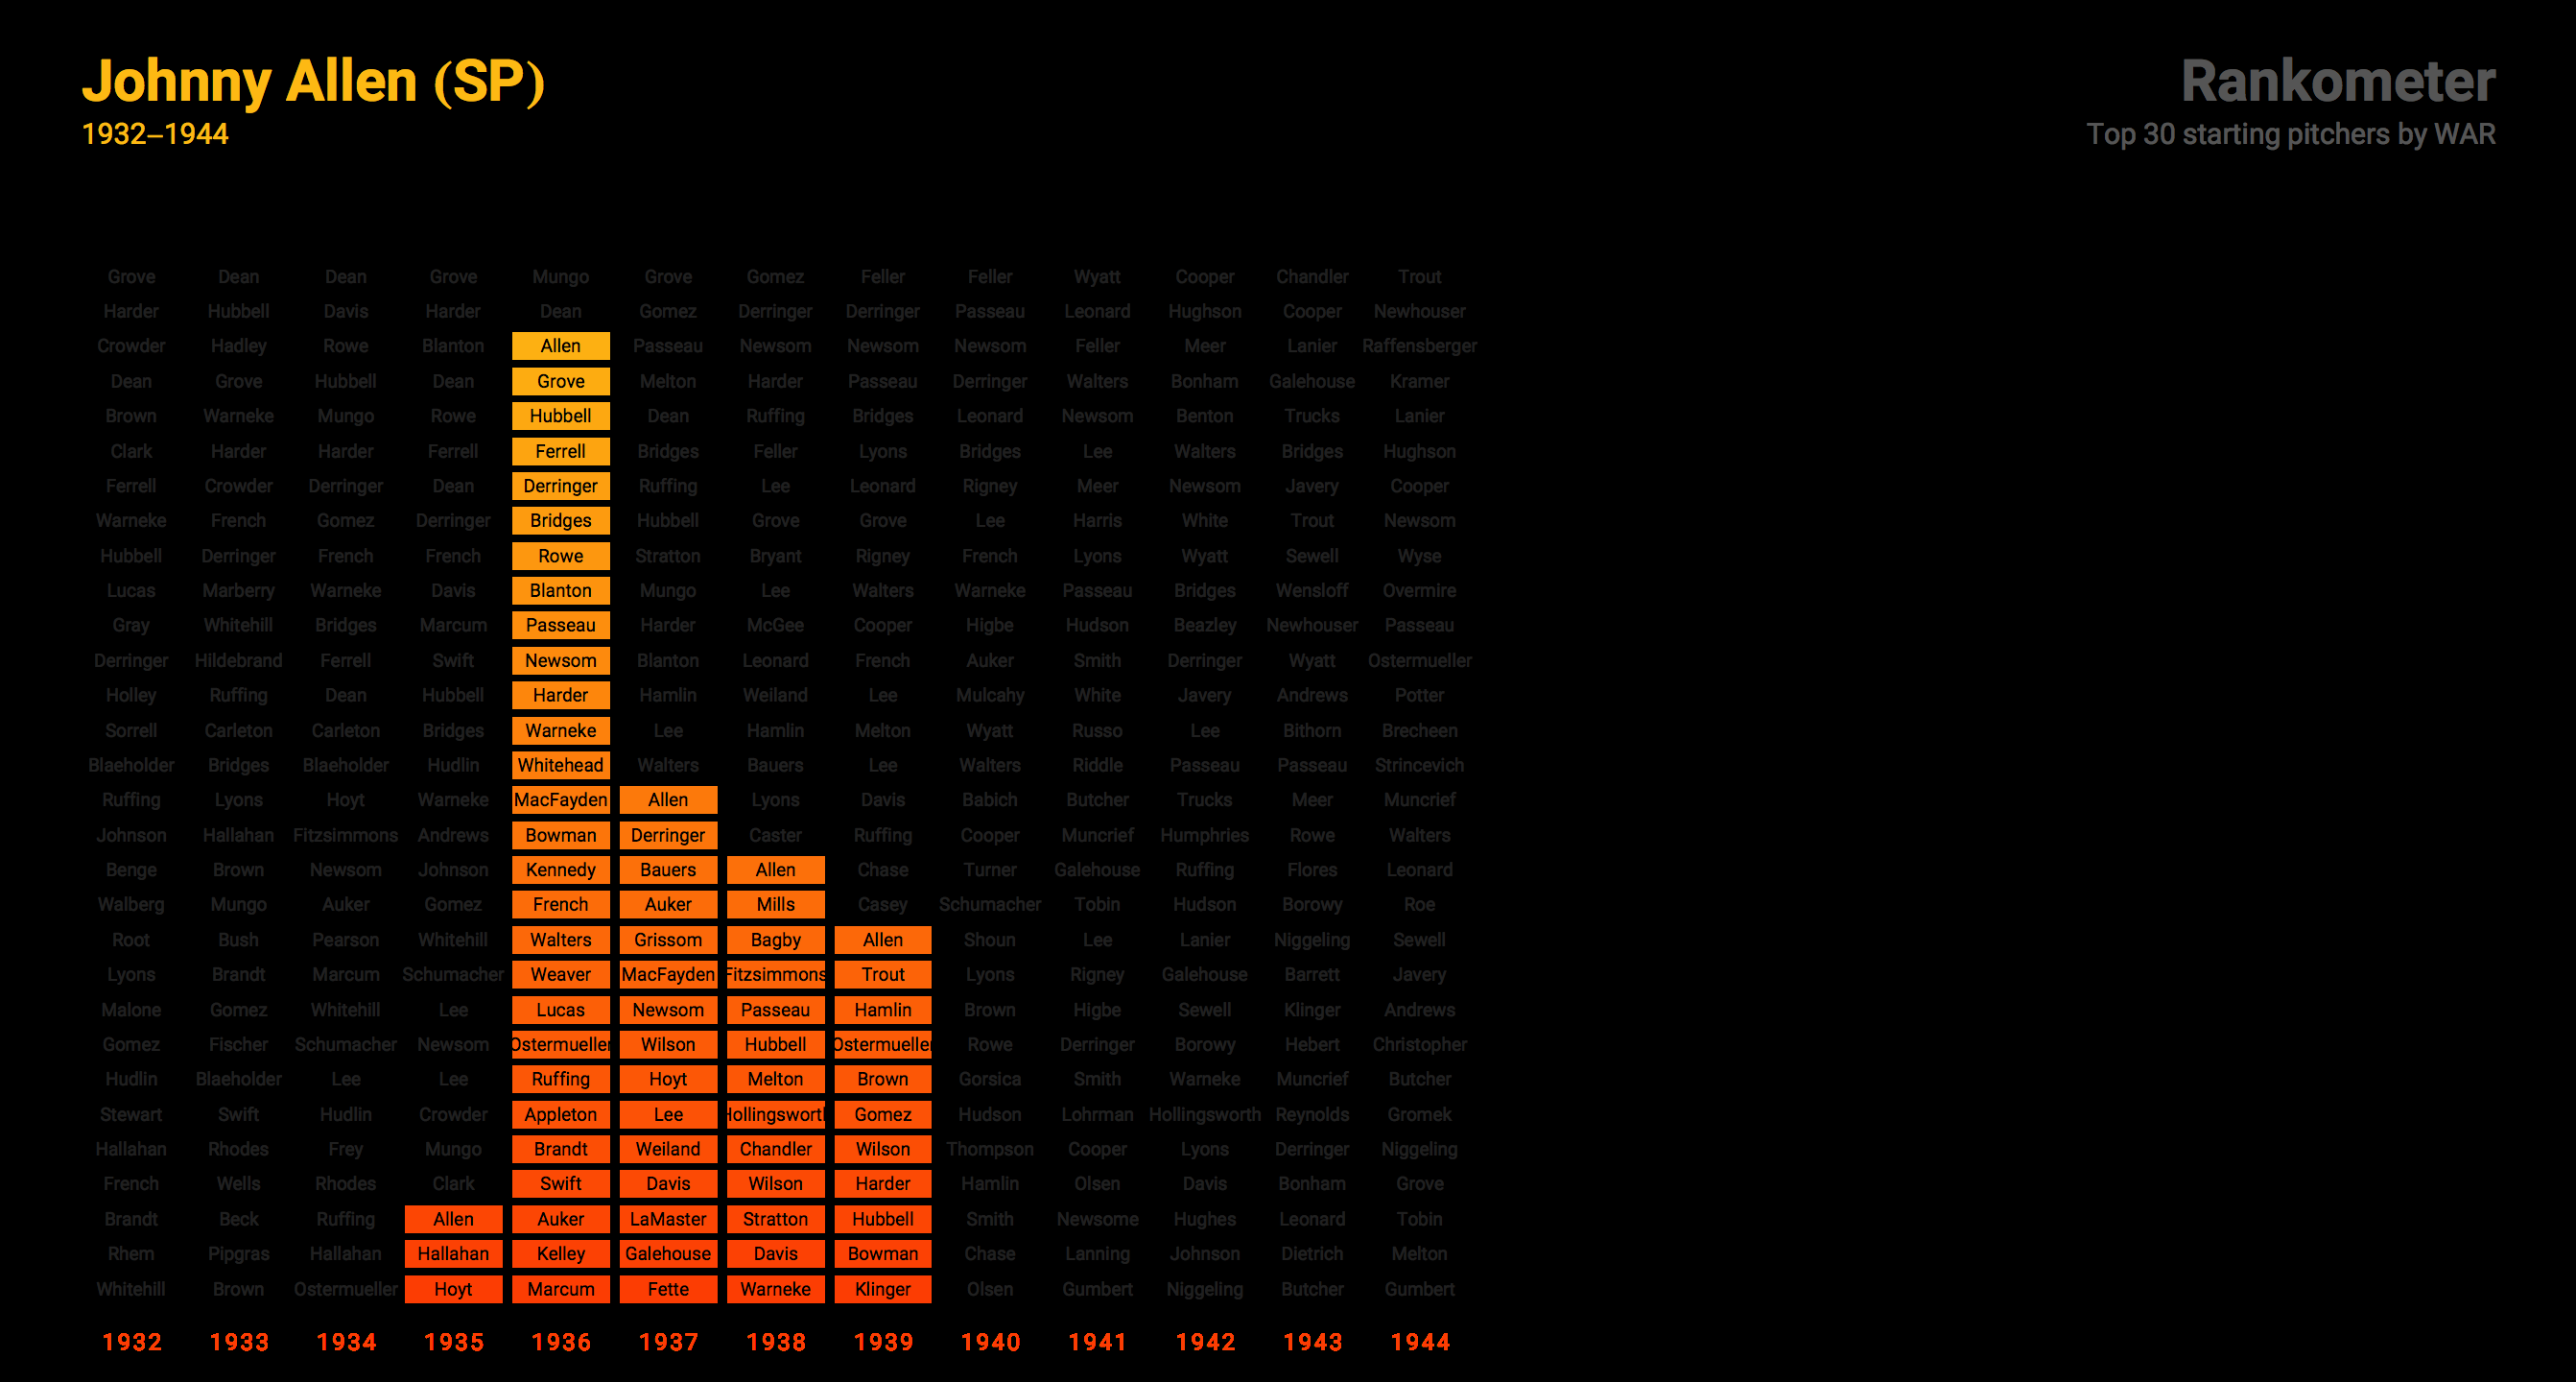 Johnny Allen (SP)
1932–1944
Rankometer
Top 30 starting pitchers by WAR
Grove Dean Dean Grove Mungo Grove Gomez Feller Feller Wyatt Cooper Chandler Trout
Harder Hubbell Davis Harder Dean Gomez Derringer Derringer Passeau Leonard Hughson Cooper Newhouser
Crowder Hadley Rowe Blanton Allen Passeau Newsom Newsom Newsom Feller Meer Lanier Raffensberger
Dean Grove Hubbell Dean Grove Melton Harder Passeau Derringer Walters Bonham Galehouse Kramer
Brown Warneke Mungo Rowe Hubbell Dean Ruffing Bridges Leonard Newsom Benton Trucks Lanier
Clark Harder Harder Ferrell Ferrell Bridges Feller Lyons Bridges Lee Walters Bridges Hughson
Ferrell Crowder Derringer Dean Derringer Ruffing Lee Leonard Rigney Meer Newsom Javery Cooper
Warneke French Gomez Derringer Bridges Hubbell Grove Grove Lee Harris White Trout Newsom
Hubbell Derringer French French Rowe Stratton Bryant Rigney French Lyons Wyatt Sewell Wyse
Lucas Marberry Warneke Davis Blanton Mungo Lee Walters Warneke Passeau Bridges Wensloff Overmire
Gray Whitehill Bridges Marcum Passeau Harder McGee Cooper Higbe Hudson Beazley Newhouser Passeau
Derringer Hildebrand Ferrell Swift Newsom Blanton Leonard French Auker Smith Derringer Wyatt Ostermueller
Holley Ruffing Dean Hubbell Harder Hamlin Weiland Lee Mulcahy White Javery Andrews Potter
Sorrell Carleton Carleton Bridges Warneke Lee Hamlin Melton Wyatt Russo Lee Bithorn Brecheen
Blaeholder Bridges Blaeholder Hudlin Whitehead Walters Bauers Lee Walters Riddle Passeau Passeau Strincevich
Ruffing Lyons Hoyt Warneke MacFayden Allen Lyons Davis Babich Butcher Trucks Meer Muncrief
Johnson Hallahan Fitzsimmons Andrews Bowman Derringer Caster Ruffing Cooper Muncrief Humphries Rowe Walters
Benge Brown Newsom Johnson Kennedy Bauers Allen Chase Turner Galehouse Ruffing Flores Leonard
Walberg Mungo Auker Gomez French Auker Mills Casey Schumacher Tobin Hudson Borowy Roe
Root Bush Pearson Whitehill Walters Grissom Bagby Allen Shoun Lee Lanier Niggeling Sewell
Lyons Brandt Marcum Schumacher Weaver MacFayden Fitzsimmons Trout Lyons Rigney Galehouse Barrett Javery
Malone Gomez Whitehill Lee Lucas Newsom Passeau Hamlin Brown Higbe Sewell Klinger Andrews
Gomez Fischer Schumacher Newsom Ostermueller Wilson Hubbell Ostermueller Rowe Derringer Borowy Hebert Christopher
Hudlin Blaeholder Lee Lee Ruffing Hoyt Melton Brown Gorsica Smith Warneke Muncrief Butcher
Stewart Swift Hudlin Crowder Appleton Lee Hollingsworth Gomez Hudson Lohrman Hollingsworth Reynolds Gromek
Hallahan Rhodes Frey Mungo Brandt Weiland Chandler Wilson Thompson Cooper Lyons Derringer Niggeling
French Wells Rhodes Clark Swift Davis Wilson Harder Hamlin Olsen Davis Bonham Grove
Brandt Beck Ruffing Allen Auker LaMaster Stratton Hubbell Smith Newsome Hughes Leonard Tobin
Rhem Pipgras Hallahan Hallahan Kelley Galehouse Davis Bowman Chase Lanning Johnson Dietrich Melton
Whitehill Brown Ostermueller Hoyt Marcum Fette Warneke Klinger Olsen Gumbert Niggeling Butcher Gumbert
1932 1933 1934 1935 1936 1937 1938 1939 1940 1941 1942 1943 1944